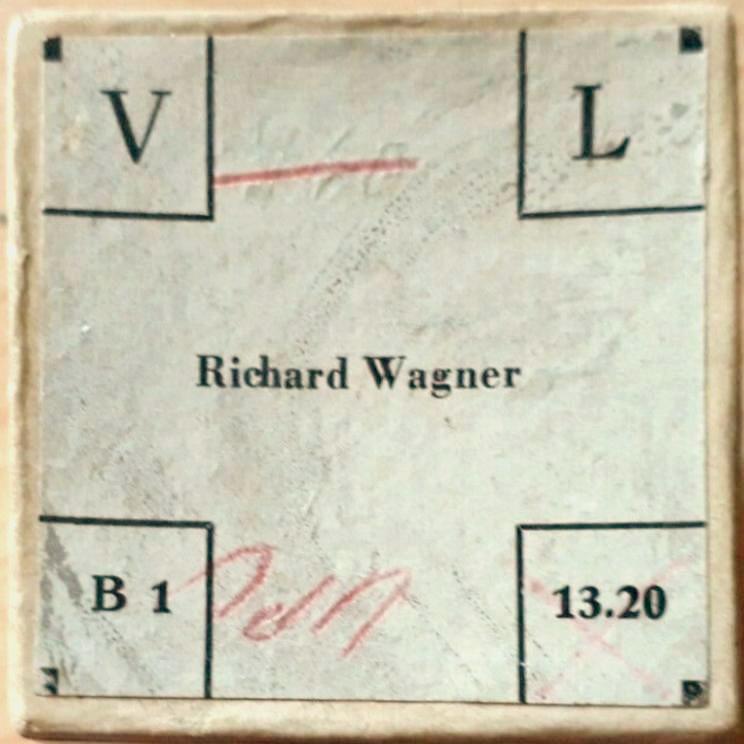 V L
Richard Wagner
B 1 13.20